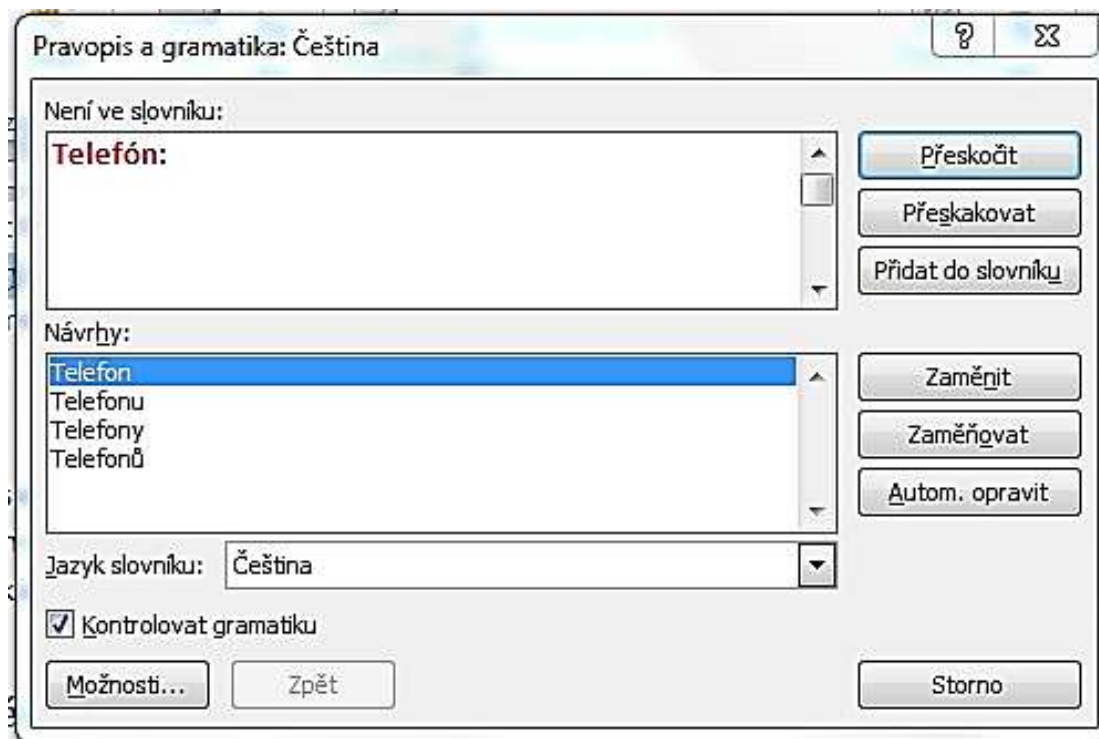 Pravopis a gramatika: Čeština
Není ve slovníku:
Telefón:
Přeskočit
Přeskakovat
Přidat do slovníku
Návrhy:
Telefon
Telefonu
Telefony
Telefonů
Zaměnit
Zaměňovat
Autom. opravit
Jazyk slovníku: Čeština
Kontrolovat gramatiku
Možnosti... Zpět Storno